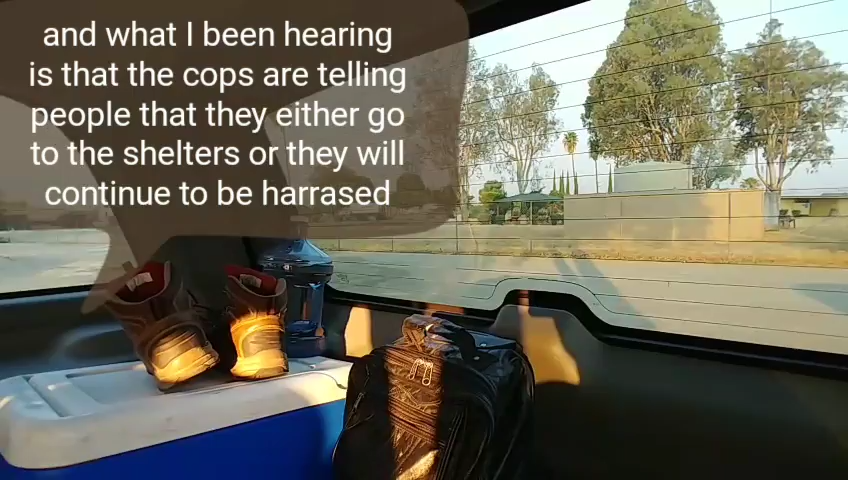 and what I been hearing
is that the cops are telling
people that they either go
to the shelters or they will
continue to be harrased